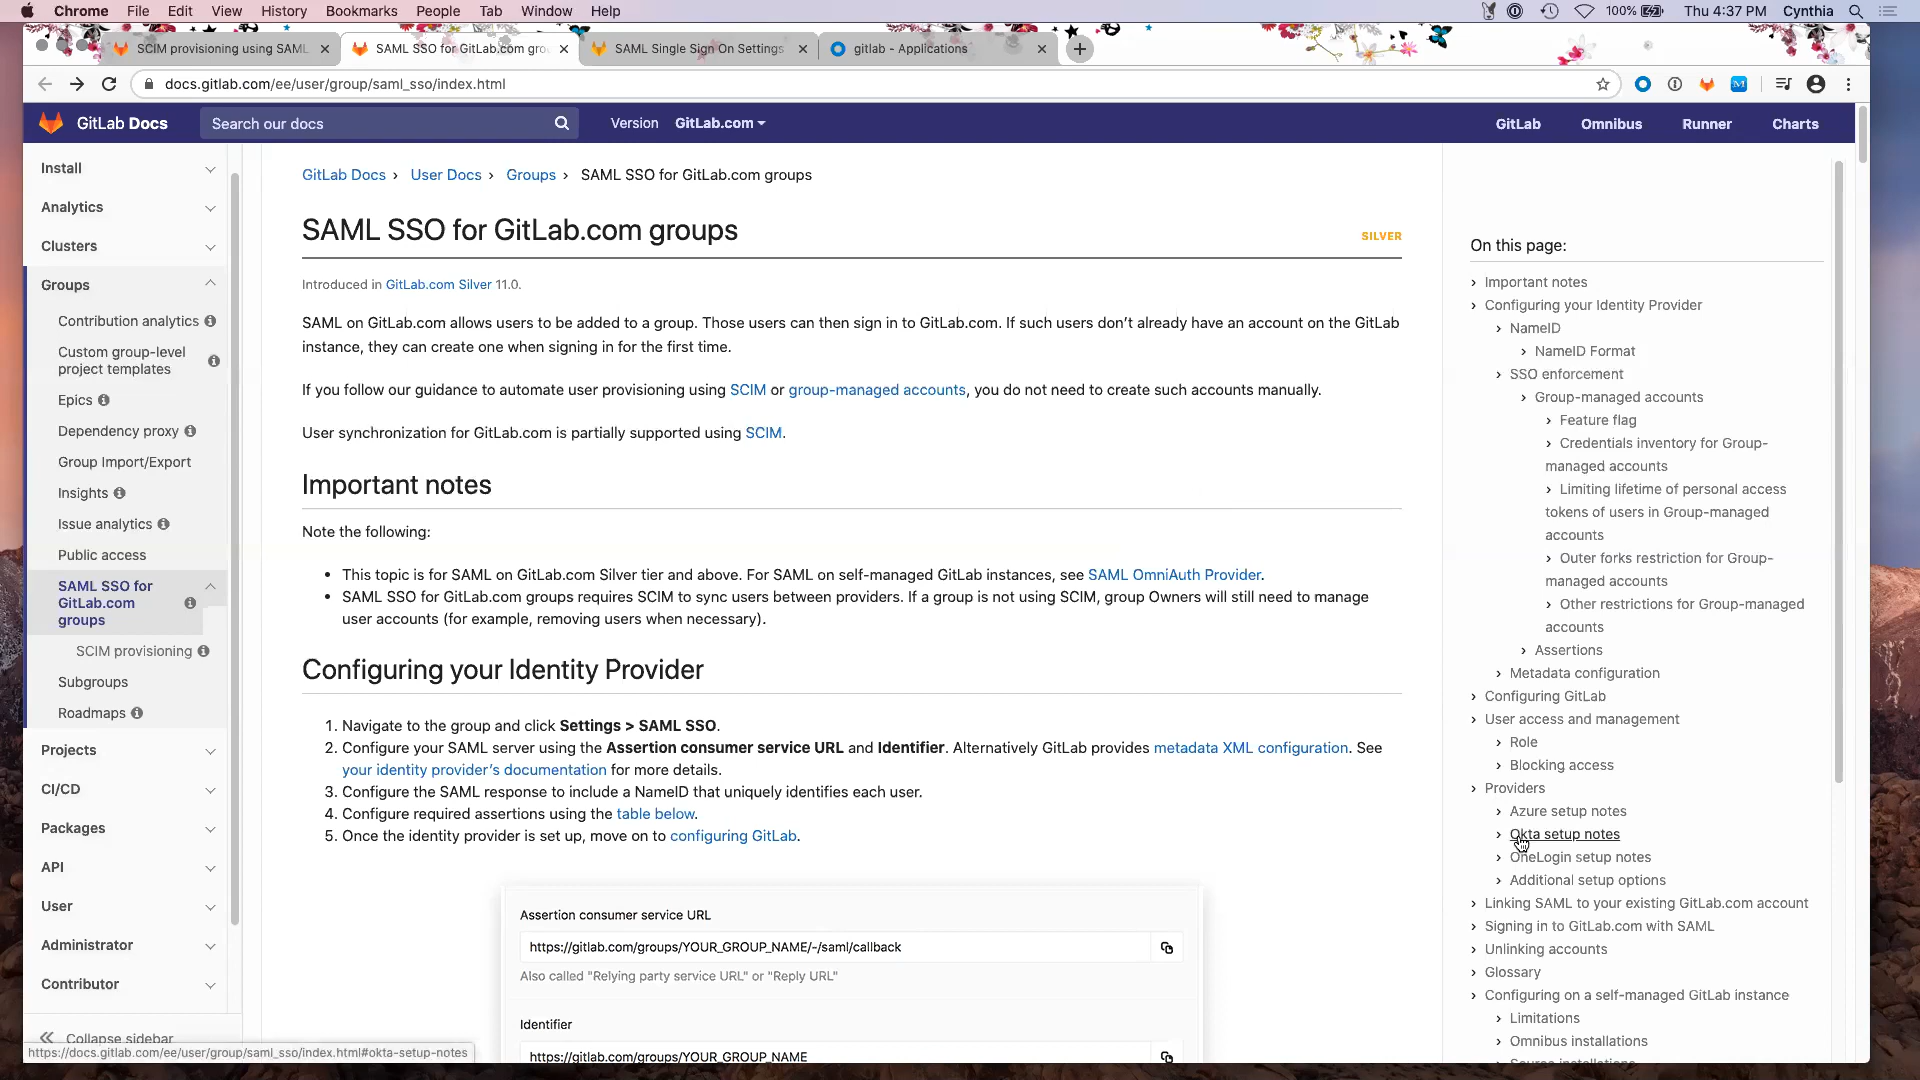 Chrome File Edit View History Bookmarks People Tab Window Help
100% Thu 4:37 PM Cynthia
SCIM provisioning using SAML
SAML SSO for GitLab.com gro
SAML Single Sign On Settings
gitlab - Applications
docs.gitlab.com/ee/user/group/saml_sso/index.html
GitLab Docs
Search our docs
Version GitLab.com
GitLab Omnibus Runner Charts
Install
Analytics
Clusters
Groups
Contribution analytics
Custom group-level
project templates
Epics
Dependency proxy
Group Import/Export
Insights
Issue analytics
Public access
SAML SSO for
GitLab.com
groups
SCIM provisioning
Subgroups
Roadmaps
Projects
CI/CD
Packages
API
User
Administrator
Contributor
Collapse sidebar
https://docs.gitlab.com/ee/user/group/saml_sso/index.html#okta-setup-notes
GitLab Docs › User Docs › Groups › SAML SSO for GitLab.com groups
SAML SSO for GitLab.com groups
SILVER
Introduced in GitLab.com Silver 11.0.
SAML on GitLab.com allows users to be added to a group. Those users can then sign in to GitLab.com. If such users don’t already have an account on the GitLab
instance, they can create one when signing in for the first time.
If you follow our guidance to automate user provisioning using SCIM or group-managed accounts, you do not need to create such accounts manually.
User synchronization for GitLab.com is partially supported using SCIM.
Important notes
Note the following:
• This topic is for SAML on GitLab.com Silver tier and above. For SAML on self-managed GitLab instances, see SAML OmniAuth Provider.
• SAML SSO for GitLab.com groups requires SCIM to sync users between providers. If a group is not using SCIM, group Owners will still need to manage
user accounts (for example, removing users when necessary).
Configuring your Identity Provider
1. Navigate to the group and click Settings > SAML SSO.
2. Configure your SAML server using the Assertion consumer service URL and Identifier. Alternatively GitLab provides metadata XML configuration. See
your identity provider’s documentation for more details.
3. Configure the SAML response to include a NameID that uniquely identifies each user.
4. Configure required assertions using the table below.
5. Once the identity provider is set up, move on to configuring GitLab.
Assertion consumer service URL
https://gitlab.com/groups/YOUR_GROUP_NAME/-/saml/callback
Also called "Relying party service URL" or "Reply URL"
Identifier
https://gitlab.com/groups/YOUR_GROUP_NAME
On this page:
› Important notes
› Configuring your Identity Provider
› NameID
› NameID Format
› SSO enforcement
› Group-managed accounts
› Feature flag
› Credentials inventory for Group-
managed accounts
› Limiting lifetime of personal access
tokens of users in Group-managed
accounts
› Outer forks restriction for Group-
managed accounts
› Other restrictions for Group-managed
accounts
› Assertions
› Metadata configuration
› Configuring GitLab
› User access and management
› Role
› Blocking access
› Providers
› Azure setup notes
› Okta setup notes
› OneLogin setup notes
› Additional setup options
› Linking SAML to your existing GitLab.com account
› Signing in to GitLab.com with SAML
› Unlinking accounts
› Glossary
› Configuring on a self-managed GitLab instance
› Limitations
› Omnibus installations
› Source installations